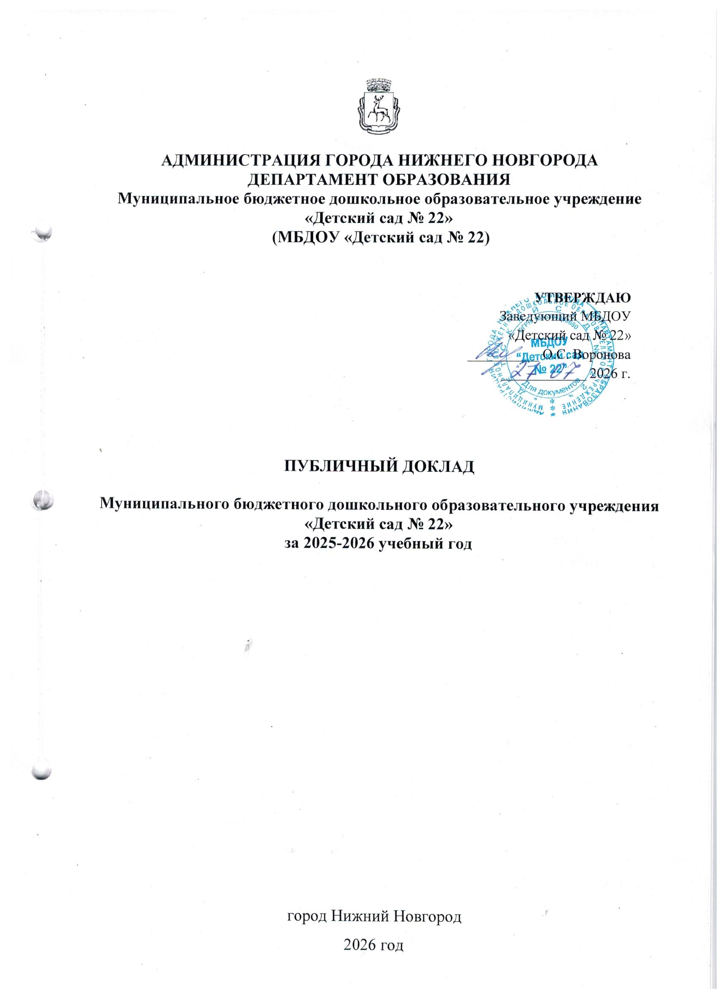 АДМИНИСТРАЦИЯ ГОРОДА НИЖНЕГО НОВГОРОДА
ДЕПАРТАМЕНТ ОБРАЗОВАНИЯ
Муниципальное бюджетное дошкольное образовательное учреждение
«Детский сад № 22»
(МБДОУ «Детский сад № 22)
УТВЕРЖДАЮ
Заведующий МБДОУ
«Детский сад № 22»
О.С. Воронова
27 07 2026 г.
МБДОУ
“Детский сад
№ 22”
Для документов
ПУБЛИЧНЫЙ ДОКЛАД
Муниципального бюджетного дошкольного образовательного учреждения
«Детский сад № 22»
за 2025-2026 учебный год
город Нижний Новгород
2026 год